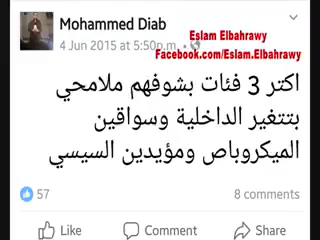 Mohammed Diab
Eslam Elbahrawy
4 Jun 2015 at 5:50p.m.
Facebook.com/Eslam.Elbahrawy
اكتر 3 فئات بشوفهم ملامحي
بتتغير الداخلية وسواقين
الميكروباص ومؤيدين السيسي
57
8 comments
Like
Comment
Share